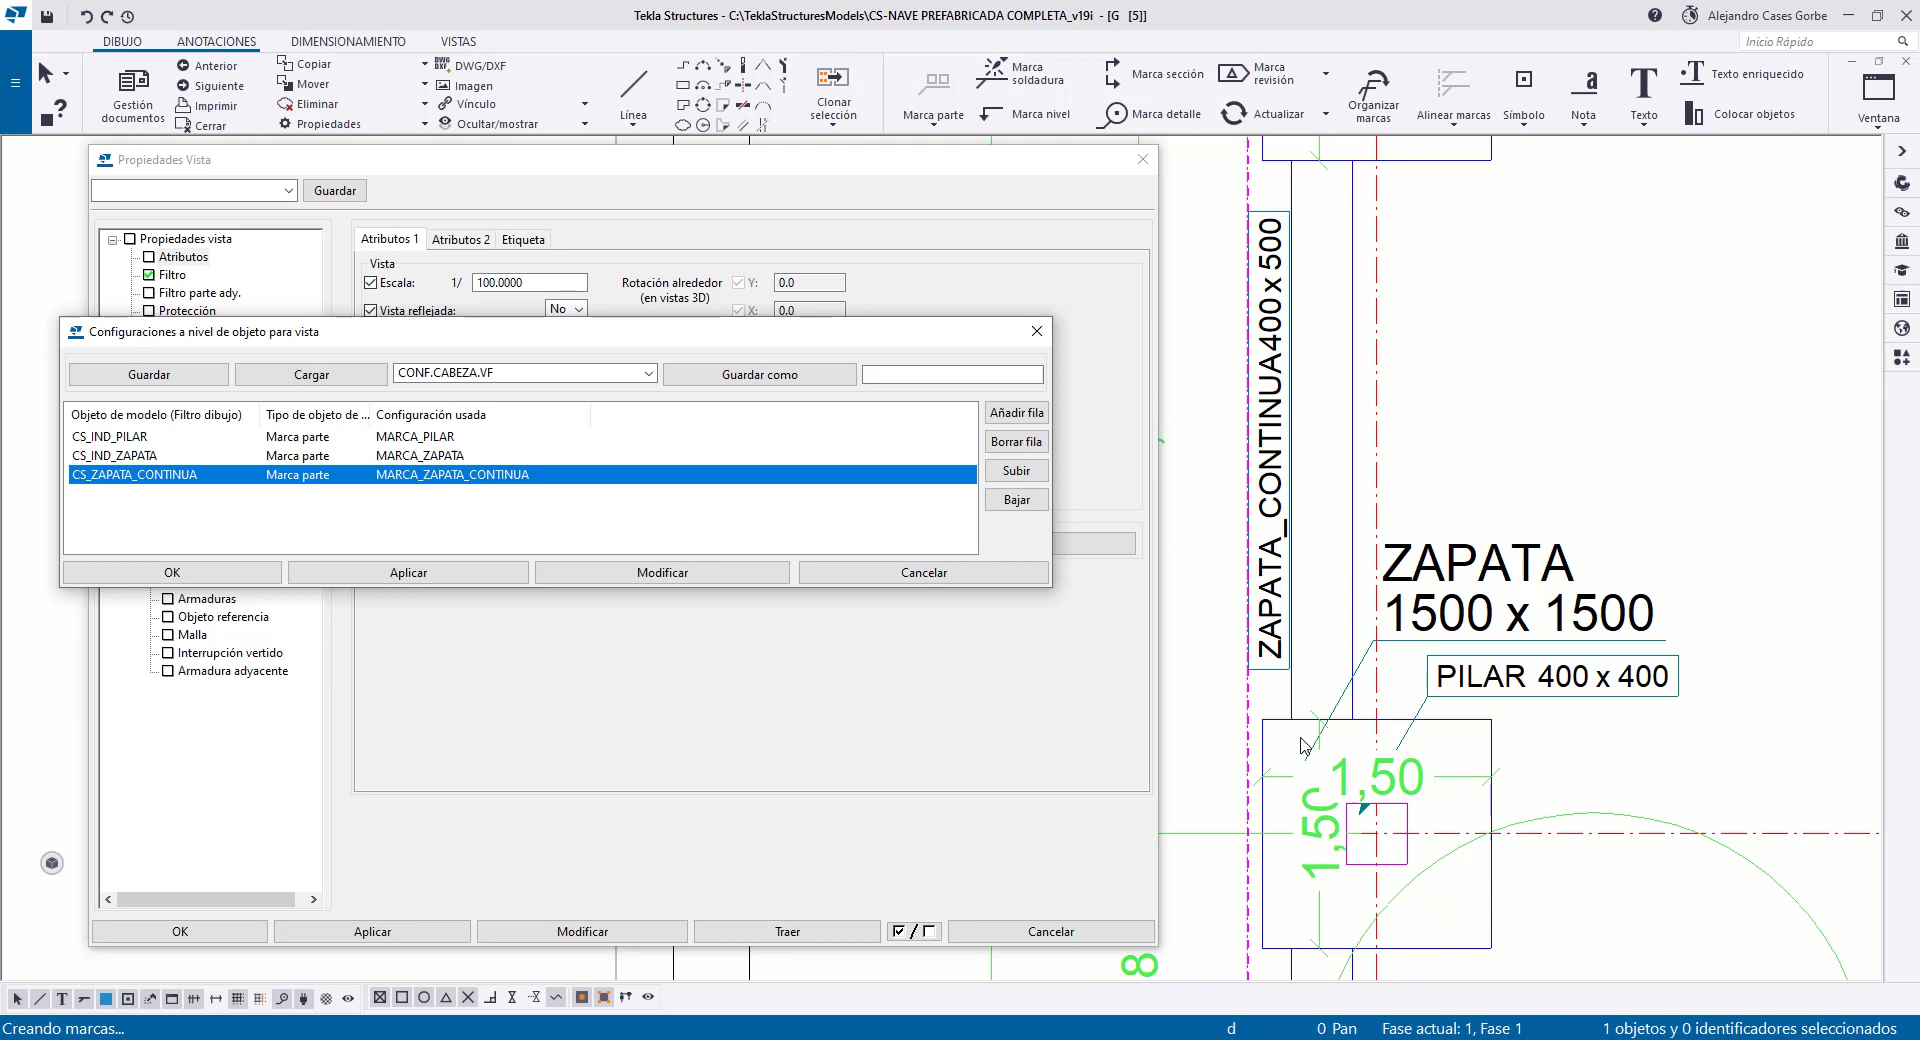 Tekla Structures - C:\TeklaStructuresModels\CS-NAVE PREFABRICADA COMPLETA_v19i - [G [5]]
Alejandro Cases Gorbe
DIBUJO ANOTACIONES DIMENSIONAMIENTO VISTAS
Inicio Rápido
Gestión documentos
Anterior
Siguiente
Imprimir
Cerrar
Copiar
Mover
Eliminar
Propiedades
DWG/DXF
Imagen
Vínculo
Ocultar/mostrar
Línea
Clonar selección
Marca parte
Marca soldadura
Marca nivel
Marca sección
Marca detalle
Marca revisión
Actualizar
Organizar marcas
Alinear marcas
Símbolo
Nota
Texto
Texto enriquecido
Colocar objetos
Ventana
Propiedades Vista
Guardar
Propiedades vista
Atributos
Filtro
Filtro parte ady.
Protección
Atributos 1 Atributos 2 Etiqueta
Vista
Escala: 1/ 100.0000 Rotación alrededor Y: 0.0
(en vistas 3D)
Vista reflejada: No X: 0.0
Configuraciones a nivel de objeto para vista
Guardar Cargar CONF.CABEZA.VF Guardar como
Objeto de modelo (Filtro dibujo) Tipo de objeto de ... Configuración usada
CS_IND_PILAR Marca parte MARCA_PILAR
CS_IND_ZAPATA Marca parte MARCA_ZAPATA
CS_ZAPATA_CONTINUA Marca parte MARCA_ZAPATA_CONTINUA
Añadir fila
Borrar fila
Subir
Bajar
OK Aplicar Modificar Cancelar
Armaduras
Objeto referencia
Malla
Interrupción vertido
Armadura adyacente
OK Aplicar Modificar Traer / Cancelar
ZAPATA_CONTINUA400 x 500
ZAPATA
1500 x 1500
PILAR 400 x 400
1,50
1,50
8
Creando marcas...
d 0 Pan Fase actual: 1, Fase 1 1 objetos y 0 identificadores seleccionados